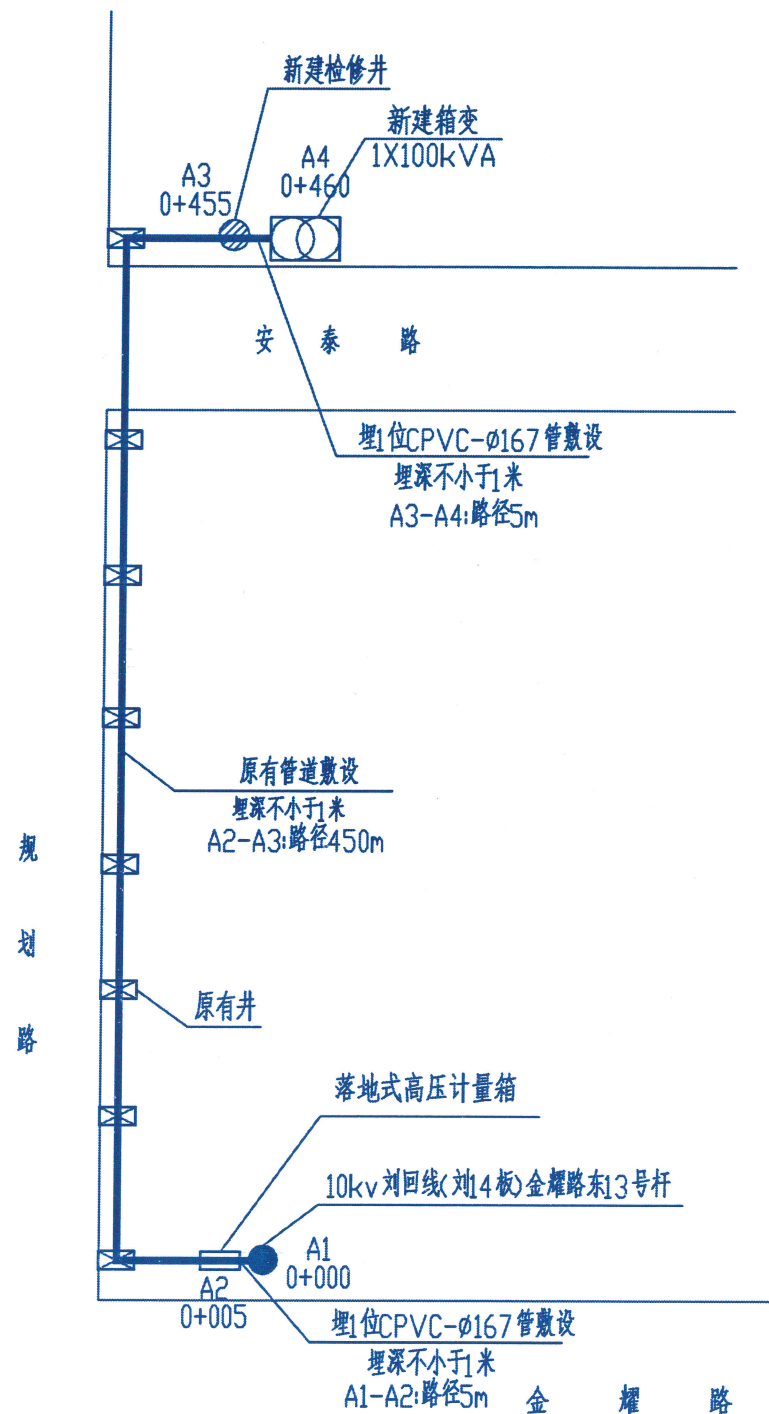 新建检修井
新建箱变
1X100kVA
A3
0+455
A4
0+460
安泰路
埋1位CPVC-Ø167管敷设
埋深不小于1米
A3-A4:路径5m
原有管道敷设
埋深不小于1米
A2-A3:路径450m
规划路
原有井
落地式高压计量箱
10kv刘回线(刘14板)金耀路东13号杆
A1
0+000
A2
0+005
埋1位CPVC-Ø167管敷设
埋深不小于1米
A1-A2:路径5m
金耀路